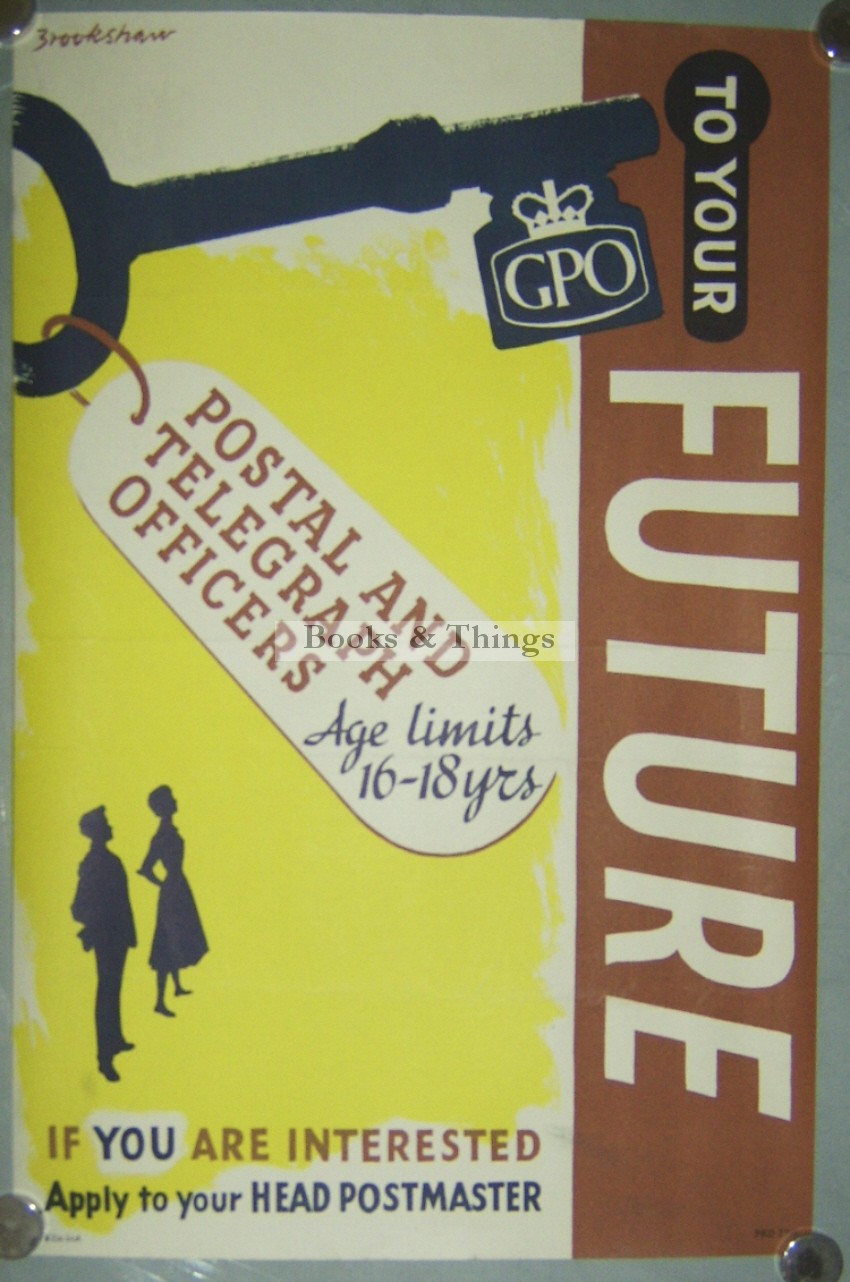 Brookshaw
TO YOUR
FUTURE
GPO
POSTAL AND
TELEGRAPH
OFFICERS
Age limits
16-18yrs
Books & Things
IF YOU ARE INTERESTED
Apply to your HEAD POSTMASTER